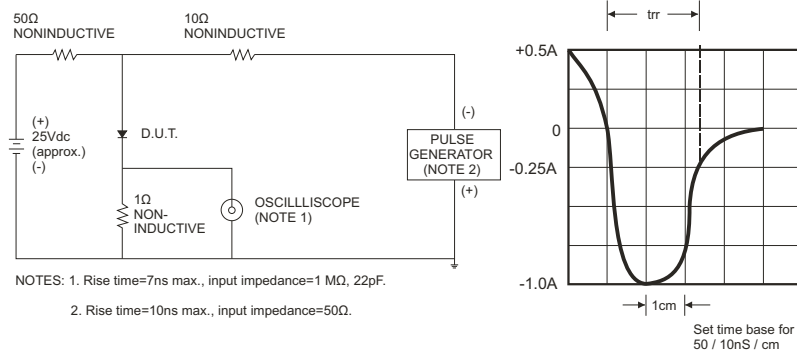 50Ω
NONINDUCTIVE
10Ω
NONINDUCTIVE
(+)
25Vdc
(approx.)
(-)
D.U.T.
1Ω
NON-
INDUCTIVE
OSCILLLISCOPE
(NOTE 1)
(-)
PULSE
GENERATOR
(NOTE 2)
(+)
NOTES: 1. Rise time=7ns max., input impedance=1 MΩ, 22pF.
2. Rise time=10ns max., input impedance=50Ω.
trr
+0.5A
0
-0.25A
-1.0A
1cm
Set time base for
50 / 10nS / cm